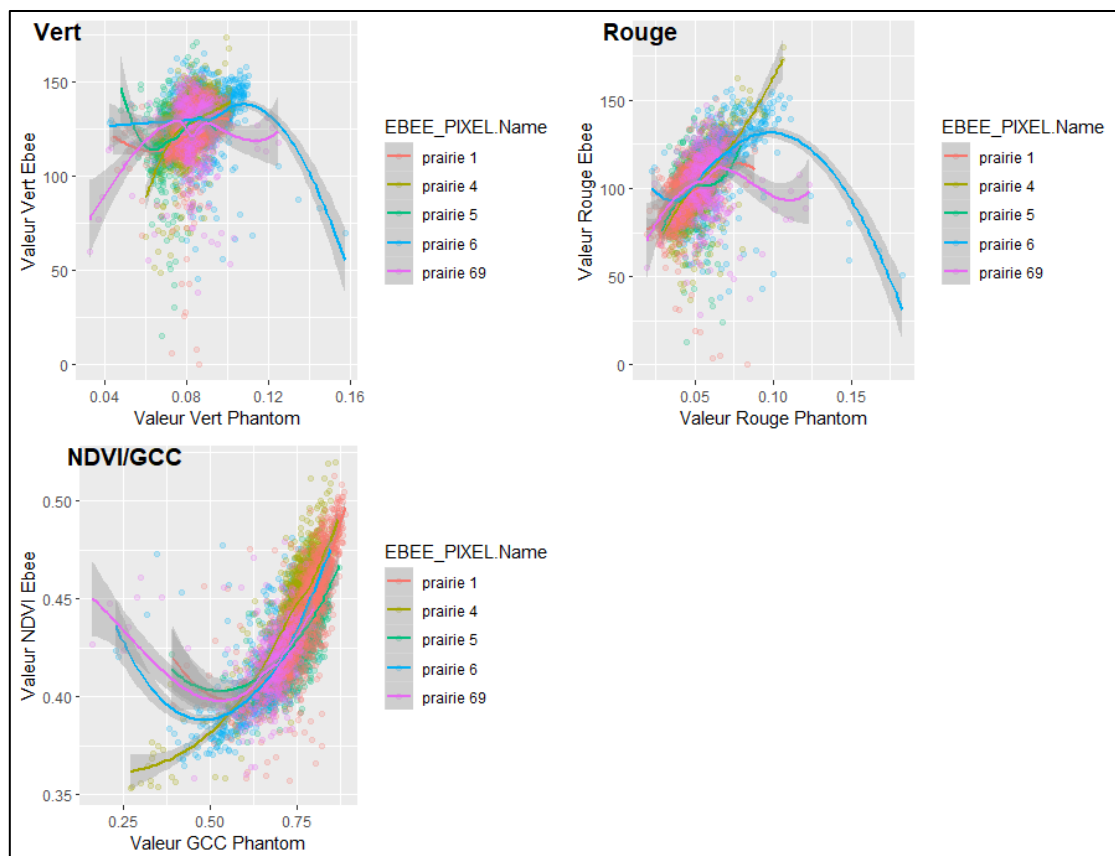 Vert
Valeur Vert Ebee
150
100
50
0
0.04
0.08
0.12
0.16
Valeur Vert Phantom
EBEE_PIXEL.Name
prairie 1
prairie 4
prairie 5
prairie 6
prairie 69
Rouge
Valeur Rouge Ebee
150
100
50
0
0.05
0.10
0.15
Valeur Rouge Phantom
EBEE_PIXEL.Name
prairie 1
prairie 4
prairie 5
prairie 6
prairie 69
NDVI/GCC
Valeur NDVI Ebee
0.50
0.45
0.40
0.35
0.25
0.50
0.75
Valeur GCC Phantom
EBEE_PIXEL.Name
prairie 1
prairie 4
prairie 5
prairie 6
prairie 69